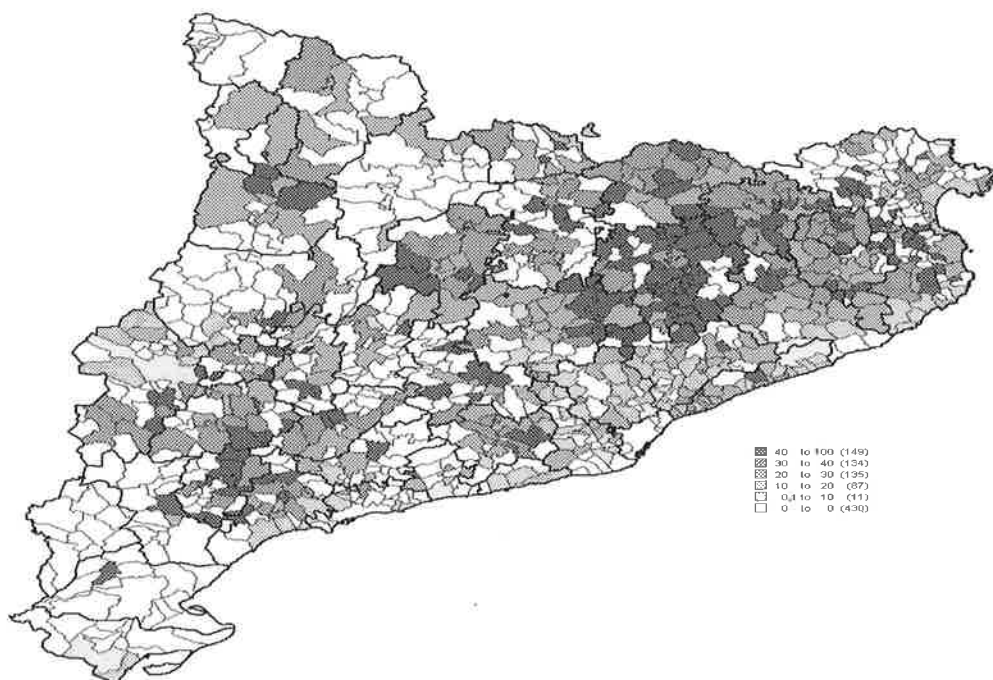 40 to 100 (149)
30 to 40 (134)
20 to 30 (135)
10 to 20 (87)
0,1 to 10 (11)
0 to 0 (430)